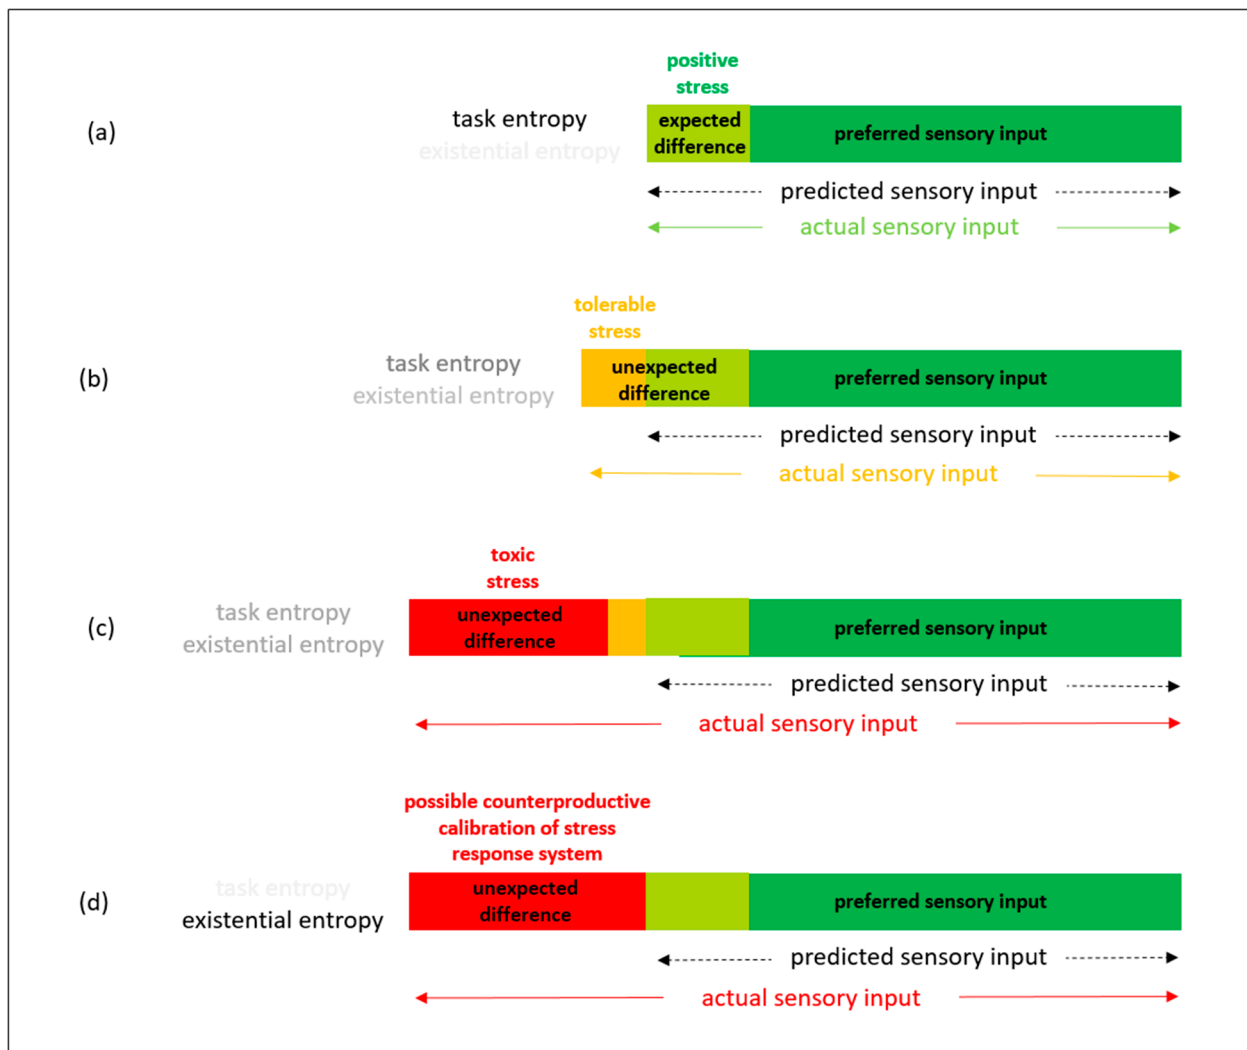 positive
stress
(a)
task entropy
existential entropy
expected
difference
preferred sensory input
predicted sensory input
actual sensory input
tolerable
stress
(b)
task entropy
existential entropy
unexpected
difference
preferred sensory input
predicted sensory input
actual sensory input
toxic
stress
(c)
task entropy
existential entropy
unexpected
difference
preferred sensory input
predicted sensory input
actual sensory input
possible counterproductive
calibration of stress
response system
(d)
task entropy
existential entropy
unexpected
difference
preferred sensory input
predicted sensory input
actual sensory input